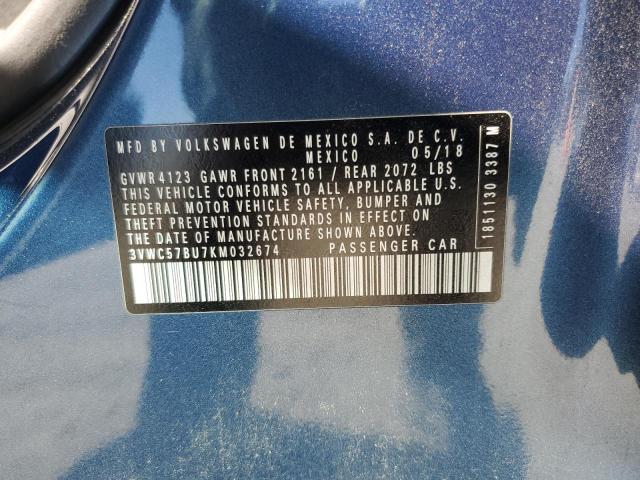 MFD BY VOLKSWAGEN DE MEXICO S.A. DE C.V.
MEXICO 05/18
GVWR 4123 GAWR FRONT 2161 / REAR 2072 LBS
THIS VEHICLE CONFORMS TO ALL APPLICABLE U.S.
FEDERAL MOTOR VEHICLE SAFETY, BUMPER AND
THEFT PREVENTION STANDARDS IN EFFECT ON
THE DATE OF MANUFACTURE SHOWN ABOVE.
3VWC57BU7KM032674 PASSENGER CAR
1851130 3387 M